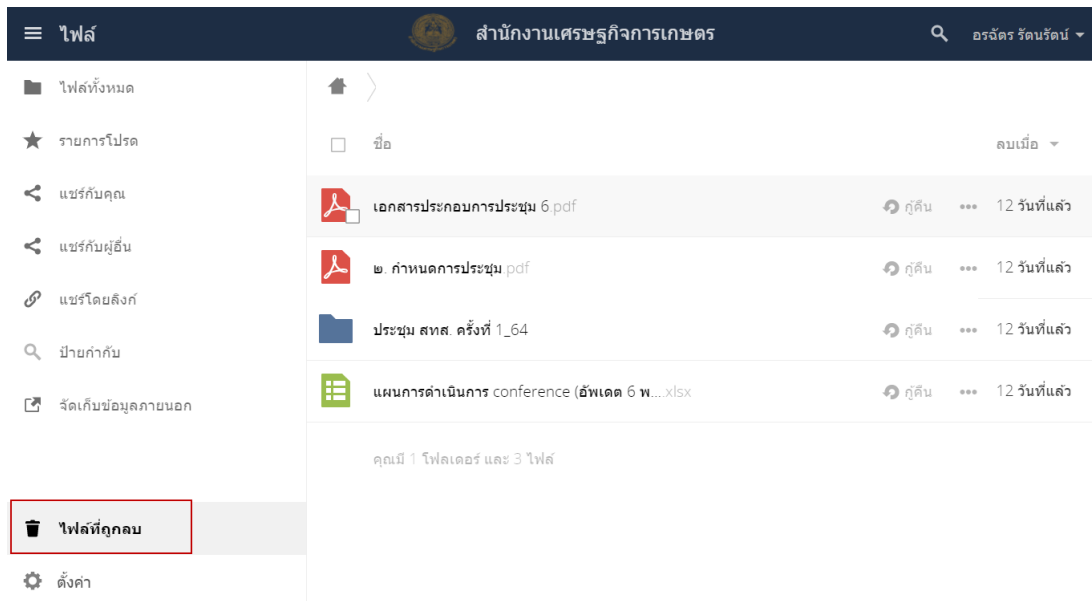 ไฟล์
สำนักงานเศรษฐกิจการเกษตร
อรฉัตร รัตนรัตน์
ไฟล์ทั้งหมด
รายการโปรด
แชร์กับคุณ
แชร์กับผู้อื่น
แชร์โดยลิงก์
ป้ายกำกับ
จัดเก็บข้อมูลภายนอก
ไฟล์ที่ถูกลบ
ตั้งค่า
ชื่อ ลบเมื่อ
เอกสารประกอบการประชุม 6.pdf กู้คืน ••• 12 วันที่แล้ว
๒. กำหนดการประชุม.pdf กู้คืน ••• 12 วันที่แล้ว
ประชุม สทส. ครั้งที่ 1_64 กู้คืน ••• 12 วันที่แล้ว
แผนการดำเนินการ conference (อัพเดต 6 พ....xlsx กู้คืน ••• 12 วันที่แล้ว
คุณมี 1 โฟลเดอร์ และ 3 ไฟล์